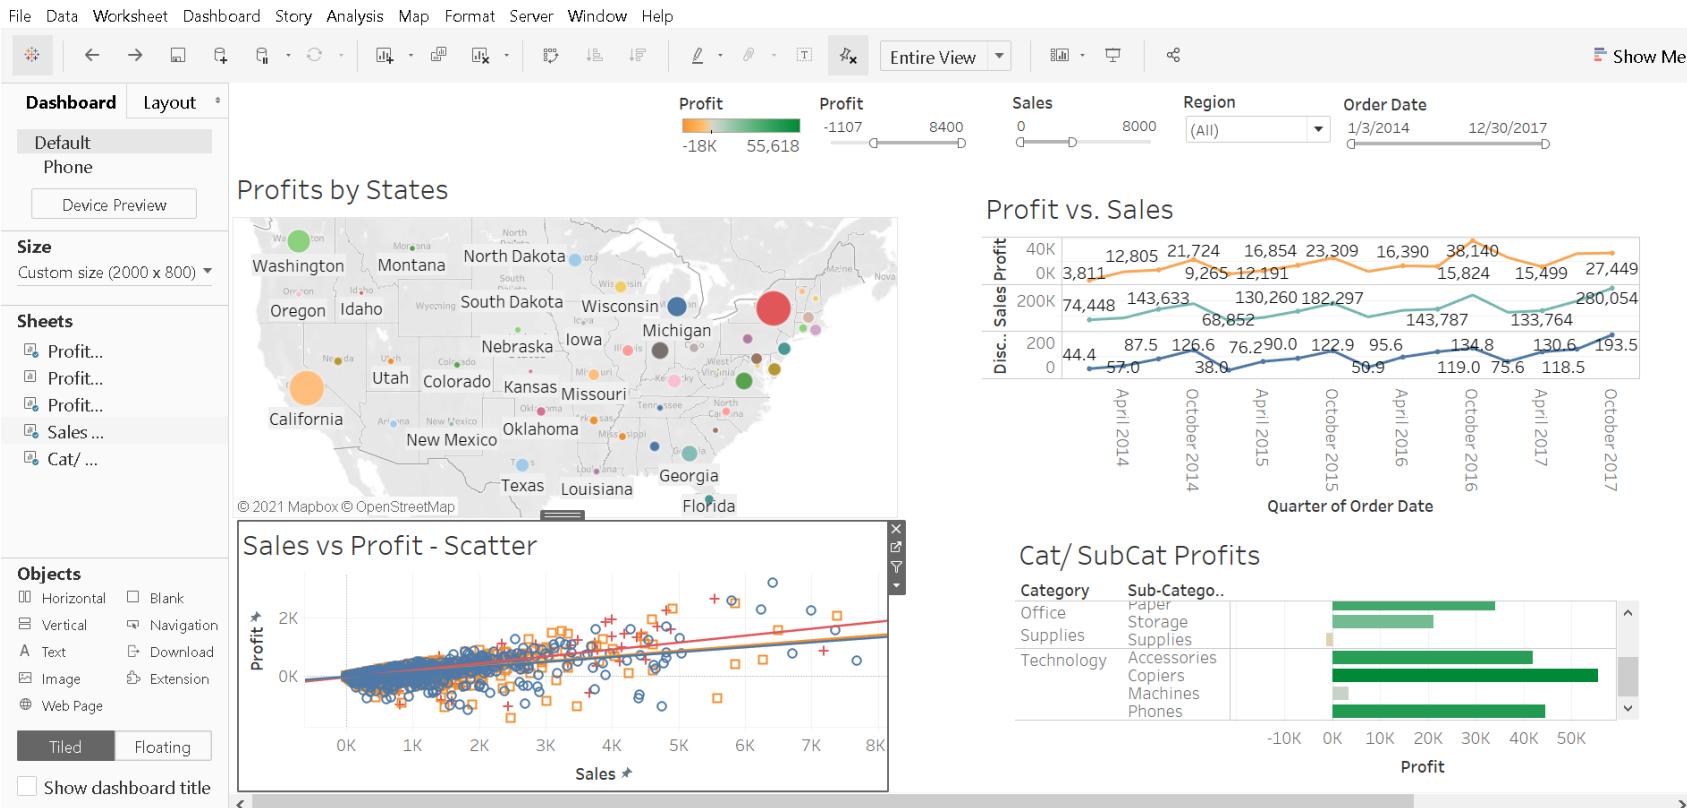 File Data Worksheet Dashboard Story Analysis Map Format Server Window Help
Entire View
Show Me
Dashboard Layout
Default
Phone
Device Preview
Size
Custom size (2000 x 800)
Sheets
Profit...
Profit...
Profit...
Sales ...
Cat/ ...
Objects
Horizontal Blank
Vertical Navigation
Text Download
Image Extension
Web Page
Tiled Floating
Show dashboard title
Profit
-18K 55,618
Profit
-1107 8400
Sales
0 8000
Region
(All)
Order Date
1/3/2014 12/30/2017
Profits by States
Washington
Montana
North Dakota
Oregon
Idaho
Wyoming
South Dakota
Wisconsin
Michigan
Maine
Nova
Nebraska
Iowa
Utah
Colorado
Kansas
Missouri
California
New Mexico
Oklahoma
North Carolina
Texas
Louisiana
Georgia
Florida
© 2021 Mapbox © OpenStreetMap
Profit vs. Sales
Profit
40K
0K
3,811 12,805 21,724 9,265 12,191 16,854 23,309 16,390 38,140 15,824 15,499 27,449
Sales
200K
74,448 143,633 68,852 130,260 182,297 143,787 133,764 280,054
Disc..
200
0
44.4 57.0 87.5 126.6 38.0 76.2 90.0 122.9 50.9 95.6 119.0 134.8 75.6 130.6 118.5 193.5
April 2014
October 2014
April 2015
October 2015
April 2016
October 2016
April 2017
October 2017
Quarter of Order Date
Sales vs Profit - Scatter
Profit
2K
0K
0K 1K 2K 3K 4K 5K 6K 7K 8K
Sales
Cat/ SubCat Profits
Category Sub-Catego..
Office Supplies
Paper
Storage
Supplies
Technology
Accessories
Copiers
Machines
Phones
-10K 0K 10K 20K 30K 40K 50K
Profit